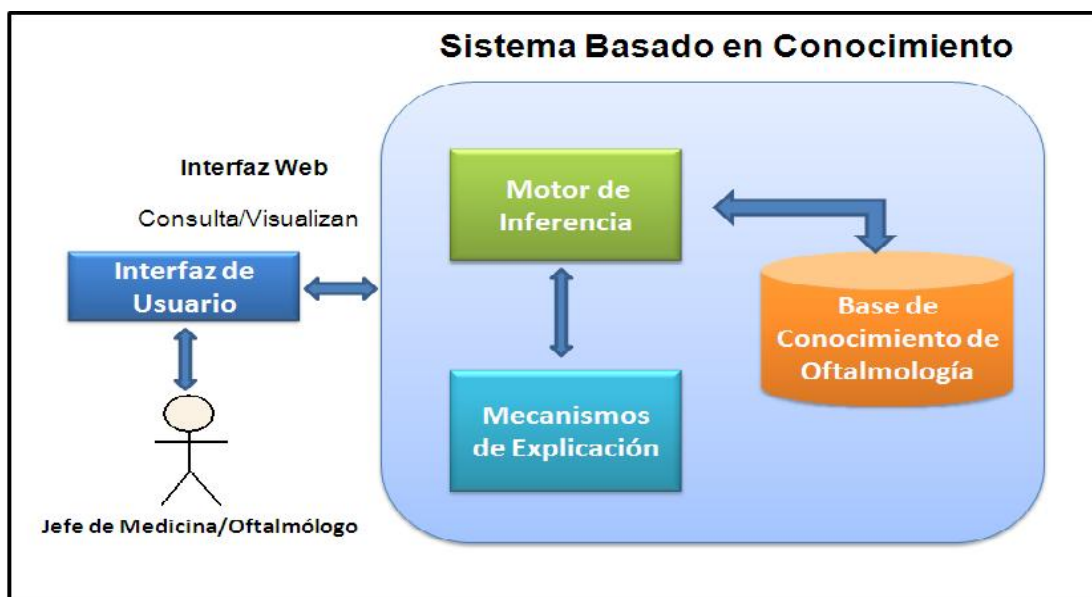 Sistema Basado en Conocimiento
Interfaz Web
Consulta/Visualizan
Interfaz de
Usuario
Jefe de Medicina/Oftalmólogo
Motor de
Inferencia
Mecanismos
de Explicación
Base de
Conocimiento de
Oftalmología